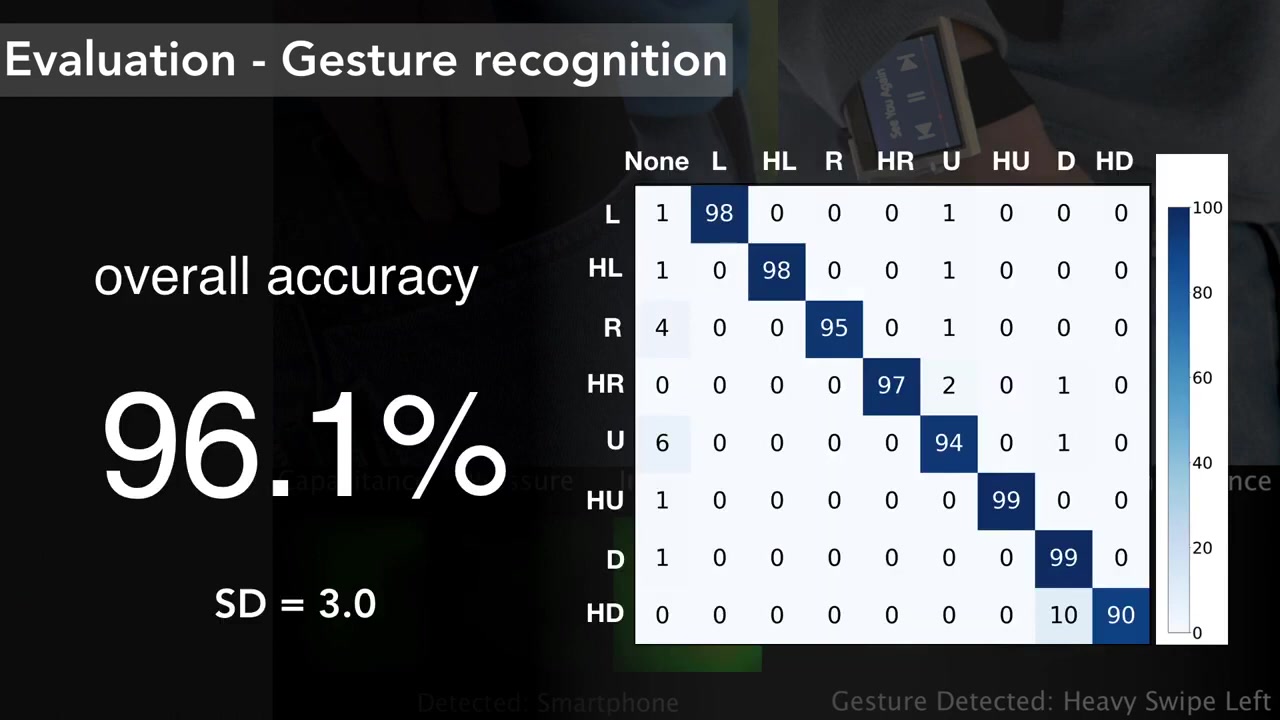 Evaluation - Gesture recognition
See You Again
None L HL R HR U HU D HD
L 1 98 0 0 0 1 0 0 0
HL 1 0 98 0 0 1 0 0 0
R 4 0 0 95 0 1 0 0 0
HR 0 0 0 0 97 2 0 1 0
U 6 0 0 0 0 94 0 1 0
HU 1 0 0 0 0 0 99 0 0
D 1 0 0 0 0 0 0 99 0
HD 0 0 0 0 0 0 0 10 90
100
80
60
40
20
0
overall accuracy
96.1%
SD = 3.0
Detected: Smartphone
Gesture Detected: Heavy Swipe Left